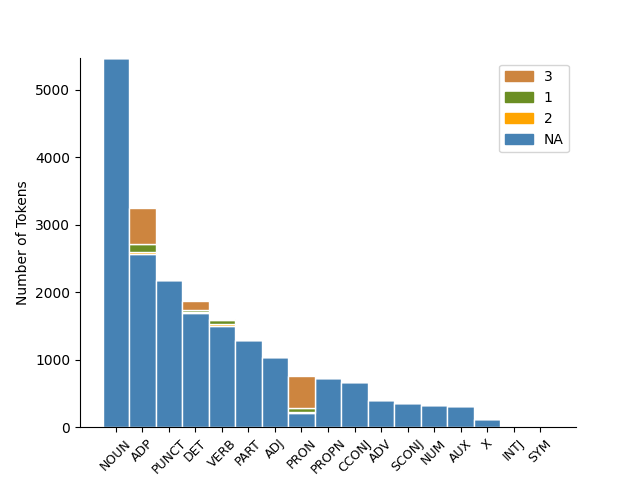 3
1
2
NA
Number of Tokens
5000
4000
3000
2000
1000
0
NOUN
ADP
PUNCT
DET
VERB
PART
ADJ
PRON
PROPN
CCONJ
ADV
SCONJ
NUM
AUX
X
INTJ
SYM